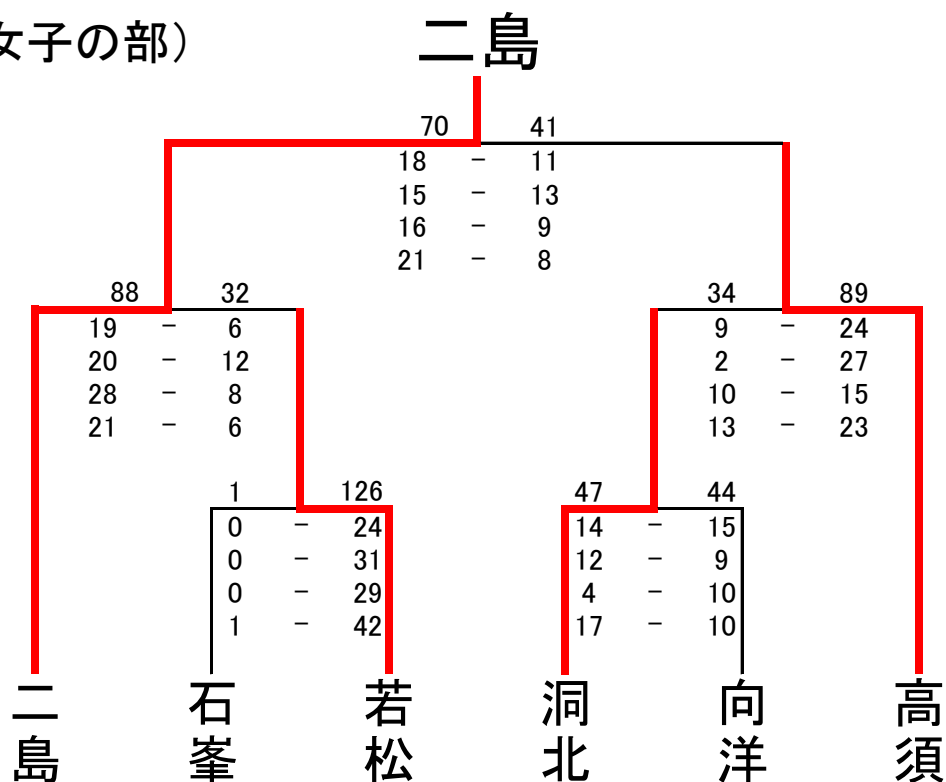 女子の部）
二島
70 41
18 - 11
15 - 13
16 - 9
21 - 8
88 32
19 - 6
20 - 12
28 - 8
21 - 6
34 89
9 - 24
2 - 27
10 - 15
13 - 23
1 126
0 - 24
0 - 31
0 - 29
1 - 42
47 44
14 - 15
12 - 9
4 - 10
17 - 10
二島
石峯
若松
洞北
向洋
高須